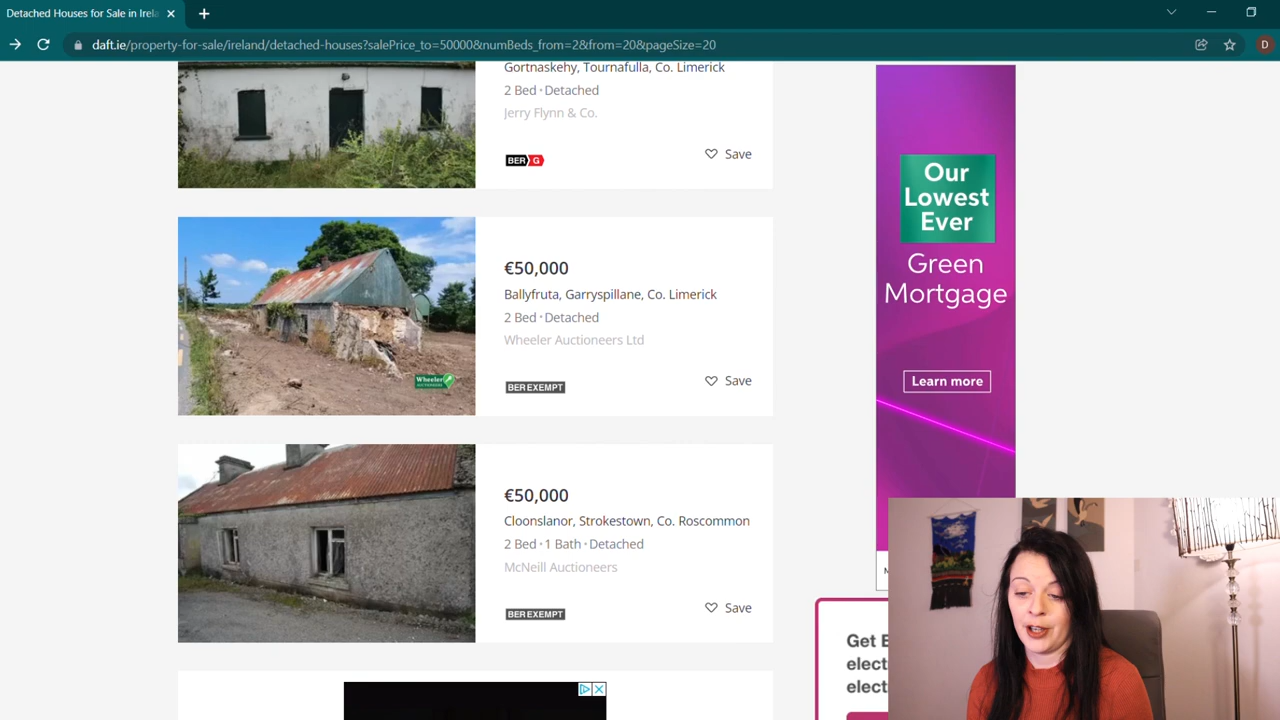 Detached Houses for Sale in Irela
daft.ie/property-for-sale/ireland/detached-houses?salePrice_to=50000&numBeds_from=2&from=20&pageSize=20
D
Gortnaskehy, Tournafulla, Co. Limerick
2 Bed · Detached
Jerry Flynn & Co.
BER G
Save
€50,000
Ballyfruta, Garryspillane, Co. Limerick
2 Bed · Detached
Wheeler Auctioneers Ltd
BER EXEMPT
Save
Wheeler
AUCTIONEERS
€50,000
Cloonslanor, Strokestown, Co. Roscommon
2 Bed · 1 Bath · Detached
McNeill Auctioneers
BER EXEMPT
Save
Our
Lowest
Ever
Green
Mortgage
Learn more
Get
elect
elect